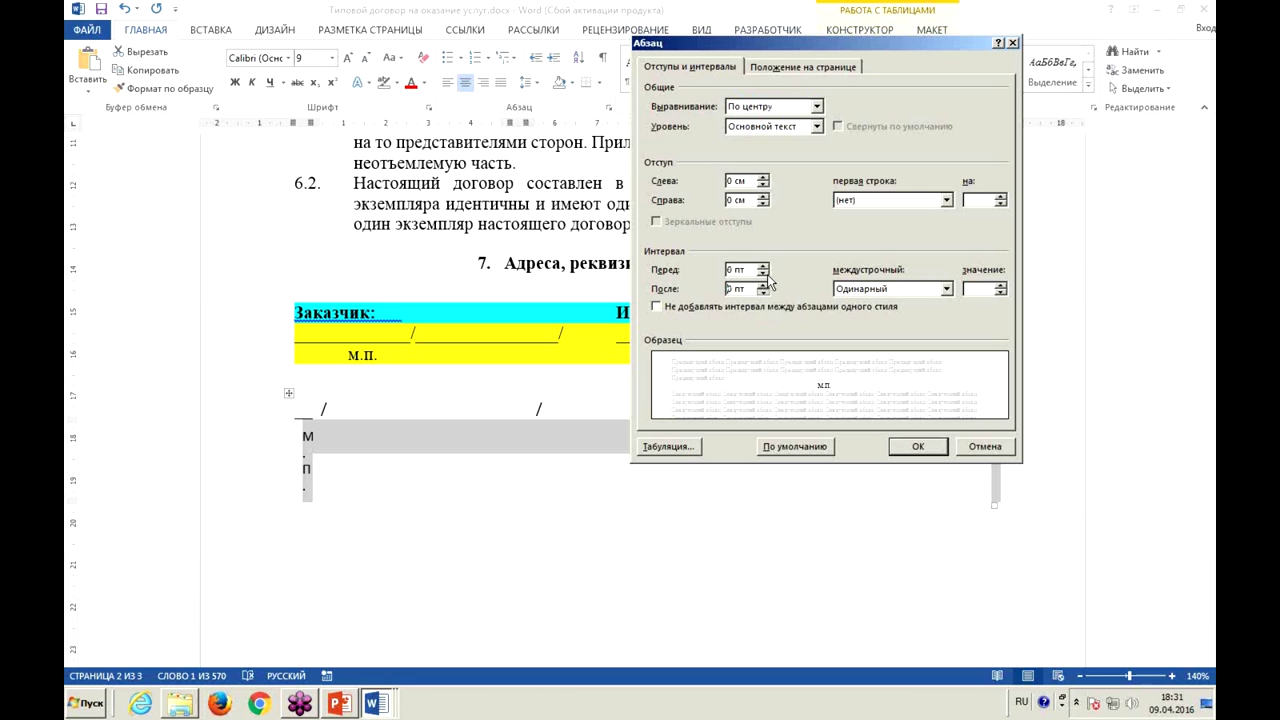 Типовой договор на оказание услуг.docx - Word (Сбой активации продукта)
РАБОТА С ТАБЛИЦАМИ
ФАЙЛ ГЛАВНАЯ ВСТАВКА ДИЗАЙН РАЗМЕТКА СТРАНИЦЫ ССЫЛКИ РАССЫЛКИ РЕЦЕНЗИРОВАНИЕ ВИД РАЗРАБОТЧИК КОНСТРУКТОР МАКЕТ Вход
Вставить
Вырезать
Копировать
Формат по образцу
Буфер обмена
Calibri (Оснс 9
Ж К Ч
Шрифт
Абзац
АаБбВвГг,
Выделение
Найти
Заменить
Выделить
Редактирование
Абзац
Отступы и интервалы Положение на странице
Общие
Выравнивание: По центру
Уровень: Основной текст Свернуты по умолчанию
Отступ
Слева: 0 см первая строка: на:
Справа: 0 см (нет)
Зеркальные отступы
Интервал
Перед: 0 пт междустрочный: значение:
После: 0 пт Одинарный
Не добавлять интервал между абзацами одного стиля
Образец
м.п.
Табуляция... По умолчанию ОК Отмена
на то представителями сторон. Прил
неотъемлемую часть.
6.2. Настоящий договор составлен в
экземпляра идентичны и имеют оди
один экземпляр настоящего договор
7. Адреса, реквизи
Заказчик: И
/ /
м.п.
/ /
м
.
п
.
СТРАНИЦА 2 ИЗ 3 СЛОВО 1 ИЗ 570 РУССКИЙ 140%
Пуск RU 18:31
09.04.2016